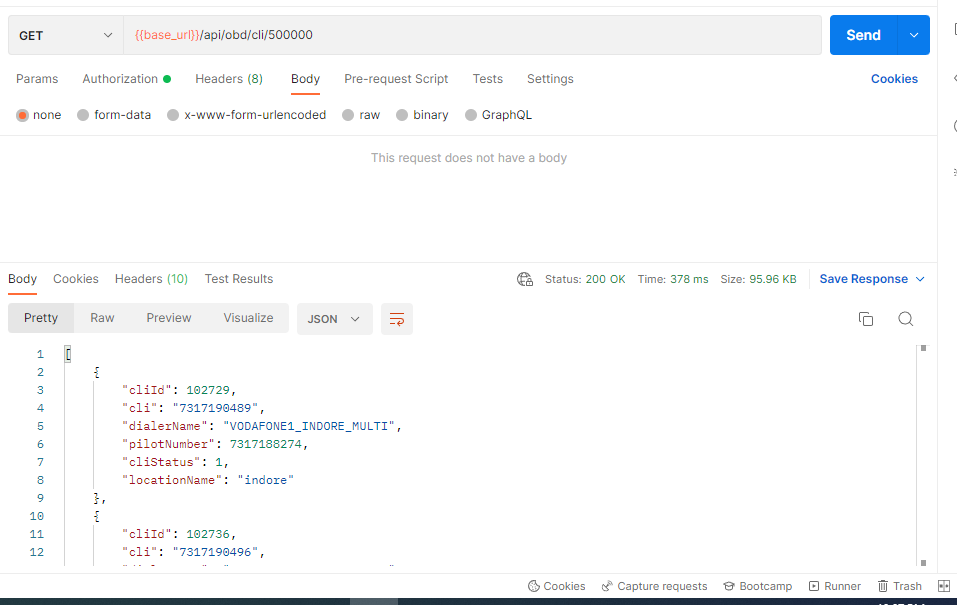 GET {{base_url}}/api/obd/cli/500000 Send
Params Authorization Headers (8) Body Pre-request Script Tests Settings Cookies
none form-data x-www-form-urlencoded raw binary GraphQL
This request does not have a body
Body Cookies Headers (10) Test Results Status: 200 OK Time: 378 ms Size: 95.96 KB Save Response
Pretty Raw Preview Visualize JSON
1 [
2 {
3 "cliId": 102729,
4 "cli": "7317190489",
5 "dialerName": "VODAFONE1_INDORE_MULTI",
6 "pilotNumber": 7317188274,
7 "cliStatus": 1,
8 "locationName": "indore"
9 },
10 {
11 "cliId": 102736,
12 "cli": "7317190496",
Cookies Capture requests Bootcamp Runner Trash